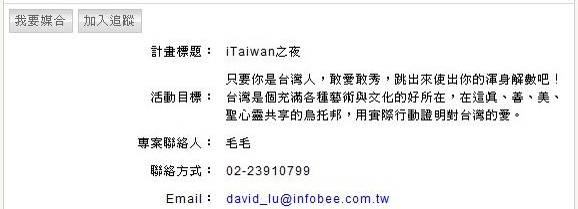 我要媒合 加入追蹤
計畫標題： iTaiwan之夜
只要你是台灣人，敢愛敢秀，跳出來使出你的渾身解數吧！
活動目標： 台灣是個充滿各種藝術與文化的好所在，在這真、善、美、
聖心靈共享的烏托邦，用實際行動證明對台灣的愛。
專案聯絡人： 毛毛
聯絡方式： 02-23910799
Email： david_lu@infobee.com.tw